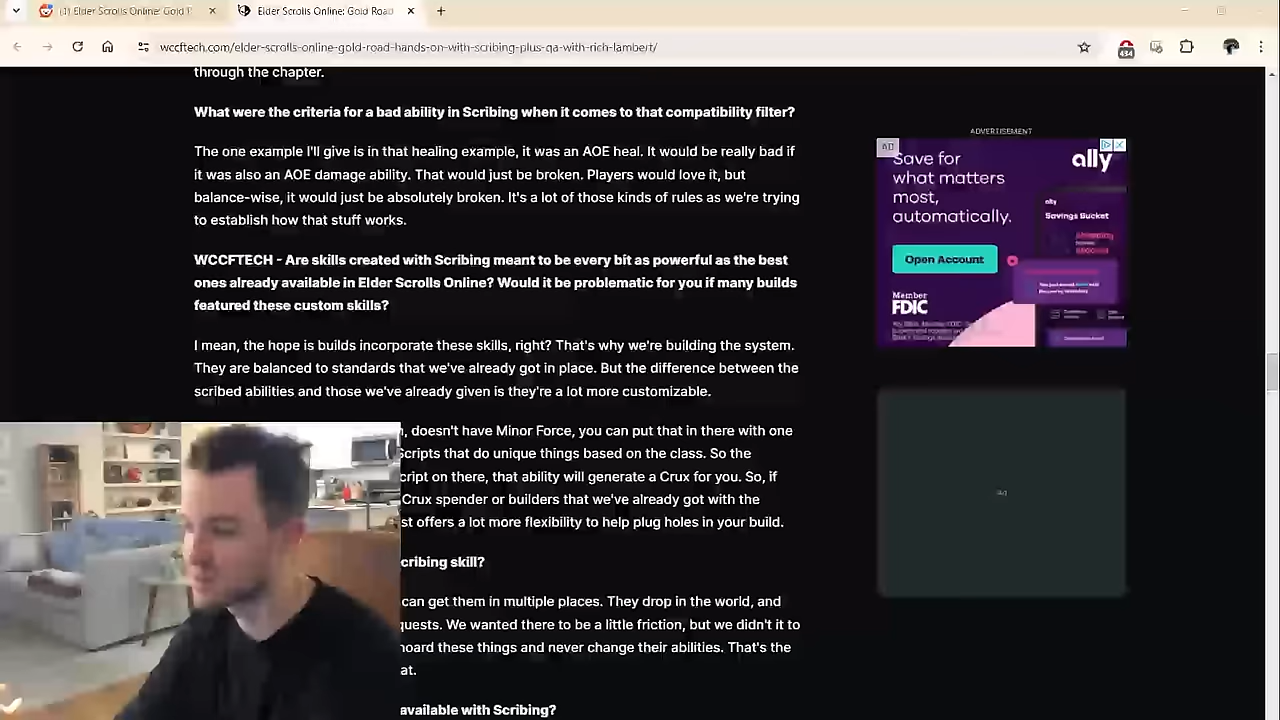 (1) Elder Scrolls Online: Gold
Elder Scrolls Online: Gold Road
wccftech.com/elder-scrolls-online-gold-road-hands-on-with-scribing-plus-qa-with-rich-lambert/
434
through the chapter.
What were the criteria for a bad ability in Scribing when it comes to that compatibility filter?
The one example I'll give is in that healing example, it was an AOE heal. It would be really bad if
it was also an AOE damage ability. That would just be broken. Players would love it, but
balance-wise, it would just be absolutely broken. It's a lot of those kinds of rules as we're trying
to establish how that stuff works.
WCCFTECH - Are skills created with Scribing meant to be every bit as powerful as the best
ones already available in Elder Scrolls Online? Would it be problematic for you if many builds
featured these custom skills?
I mean, the hope is builds incorporate these skills, right? That's why we're building the system.
They are balanced to standards that we've already got in place. But the difference between the
scribed abilities and those we've already given is they're a lot more customizable.
, doesn't have Minor Force, you can put that in there with one
Scripts that do unique things based on the class. So the
cript on there, that ability will generate a Crux for you. So, if
Crux spender or builders that we've already got with the
st offers a lot more flexibility to help plug holes in your build.
cribing skill?
can get them in multiple places. They drop in the world, and
quests. We wanted there to be a little friction, but we didn't it to
hoard these things and never change their abilities. That's the
at.
available with Scribing?
ADVERTISEMENT
AD
Save for
what matters
most,
automatically.
ally
Open Account
Member
FDIC
ally
Savings Bucket
Ad